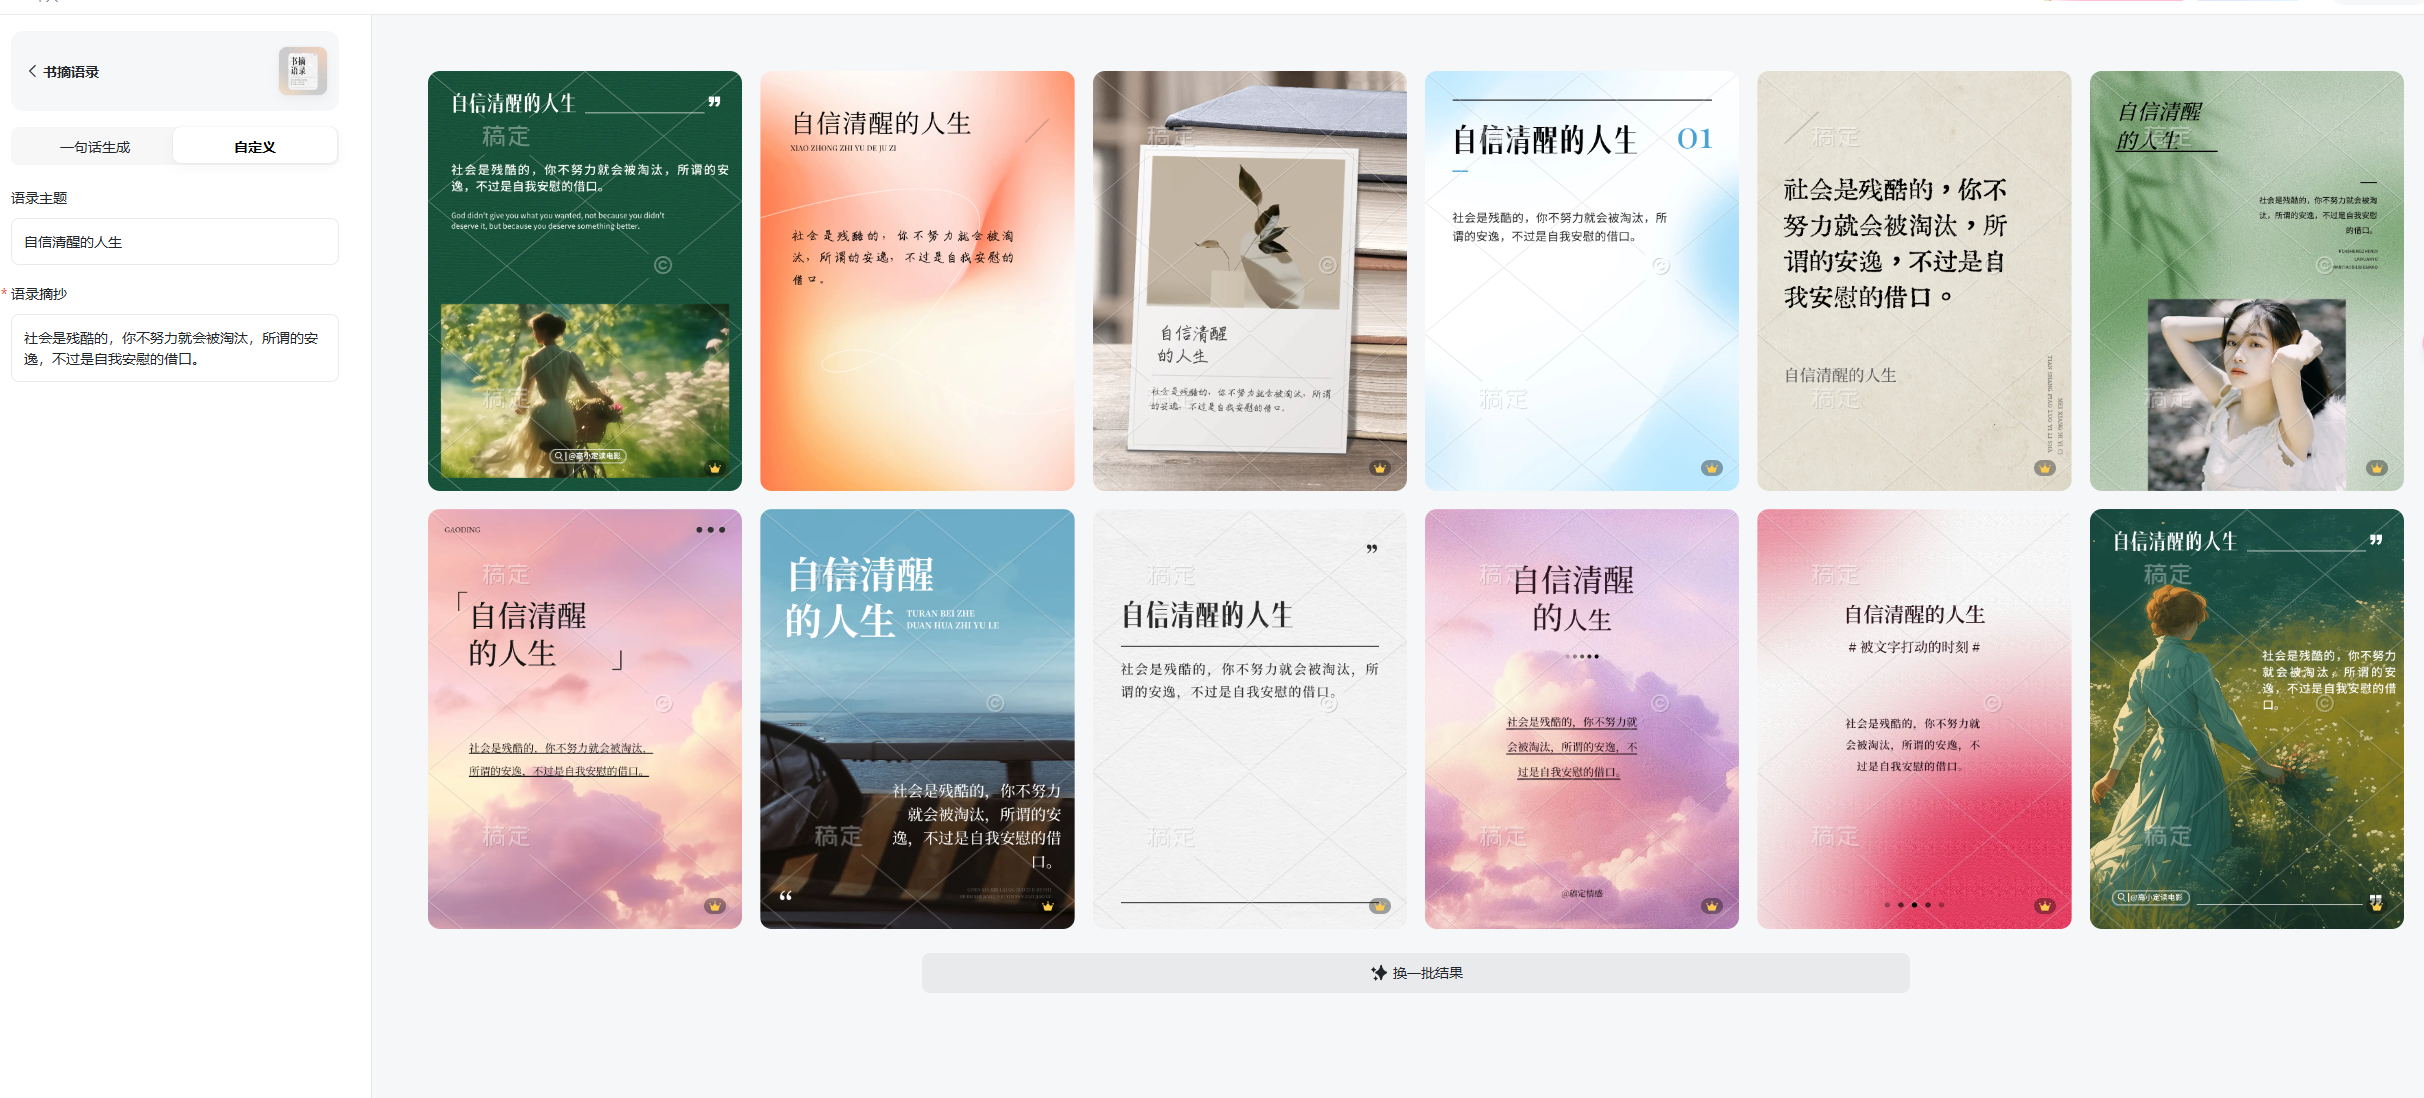 书摘语录
书摘
语录
一句话生成
自定义
语录主题
自信清醒的人生
* 语录摘抄
社会是残酷的，你不努力就会被淘汰，所谓的安
逸，不过是自我安慰的借口。
自信清醒的人生
稿定
社会是残酷的，你不努力就会被淘汰，所谓的安
逸，不过是自我安慰的借口。
God didn't give you what you wanted, not because you didn't
deserve it, but because you deserve something better.
©
稿定
@高小定读电影
自信清醒的人生
XIAO ZHONG ZHI YU DE JU ZI
社会是残酷的，你不努力就会被淘
汰，所谓的安逸，不过是自我安慰的
借口。
稿定
©
自信清醒
的人生
社会是残酷的，你不努力就会被淘汰，所谓
的安逸，不过是自我安慰的借口。
稿定
自信清醒的人生
01
社会是残酷的，你不努力就会被淘汰，所
谓的安逸，不过是自我安慰的借口。
©
稿定
稿定
社会是残酷的，你不
努力就会被淘汰，所
谓的安逸，不过是自
我安慰的借口。
自信清醒的人生
稿定
自信清醒
的人生
稿定
社会是残酷的，你不努力就会被淘
汰，所谓的安逸，不过是自我安慰
的借口。
©
稿定
GAODING
稿定
「自信清醒
的人生」
©
社会是残酷的，你不努力就会被淘汰，
所谓的安逸，不过是自我安慰的借口。
稿定
自信清醒
的人生
稿定
TURAN BEI ZHE
DUAN HUA ZHI YU LE
©
社会是残酷的，你不努力
就会被淘汰，所谓的安
逸，不过是自我安慰的借
口。
稿定
稿定
自信清醒的人生
社会是残酷的，你不努力就会被淘汰，所
谓的安逸，不过是自我安慰的借口。
©
稿定
自信清醒
的人生
稿定
©
社会是残酷的，你不努力就
会被淘汰，所谓的安逸，不
过是自我安慰的借口。
稿定
@稿定情感
稿定
自信清醒的人生
# 被文字打动的时刻 #
©
社会是残酷的，你不努力就
会被淘汰，所谓的安逸，不
过是自我安慰的借口。
稿定
自信清醒的人生
稿定
社会是残酷的，你不努力
就会被淘汰，所谓的安
逸，不过是自我安慰的借
口。
©
稿定
@高小定读电影
换一批结果